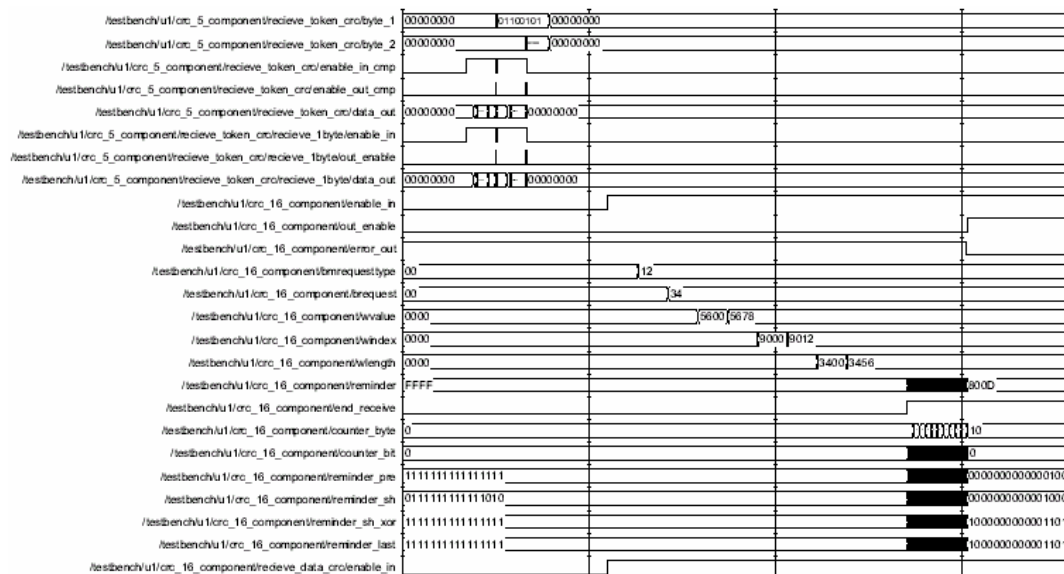 /testbench/u1/crc_5_component/recieve_token_crc/byte_1 00000000 01100101 00000000
/testbench/u1/crc_5_component/recieve_token_crc/byte_2 00000000 00000000
/testbench/u1/crc_5_component/recieve_token_crc/enable_in_cmp
/testbench/u1/crc_5_component/recieve_token_crc/enable_out_cmp
/testbench/u1/crc_5_component/recieve_token_crc/data_out 00000000 00000000
/testbench/u1/crc_5_component/recieve_token_crc/recieve_1byte/enable_in
/testbench/u1/crc_5_component/recieve_token_crc/recieve_1byte/out_enable
/testbench/u1/crc_5_component/recieve_token_crc/recieve_1byte/data_out 00000000 00000000
/testbench/u1/crc_16_component/enable_in
/testbench/u1/crc_16_component/out_enable
/testbench/u1/crc_16_component/error_out
/testbench/u1/crc_16_component/bmrequesttype 00 12
/testbench/u1/crc_16_component/brequest 00 34
/testbench/u1/crc_16_component/wvalue 0000 5600 5678
/testbench/u1/crc_16_component/windex 0000 9000 9012
/testbench/u1/crc_16_component/wlength 0000 3400 3456
/testbench/u1/crc_16_component/reminder FFFF 800D
/testbench/u1/crc_16_component/end_receive
/testbench/u1/crc_16_component/counter_byte 0 10
/testbench/u1/crc_16_component/counter_bit 0 0
/testbench/u1/crc_16_component/reminder_pre 1111111111111111 0000000000000100
/testbench/u1/crc_16_component/reminder_sh 0111111111111010 0000000000001000
/testbench/u1/crc_16_component/reminder_sh_xor 1111111111111111 1000000000001101
/testbench/u1/crc_16_component/reminder_last 1111111111111111 1000000000001101
/testbench/u1/crc_16_component/recieve_data_crc/enable_in